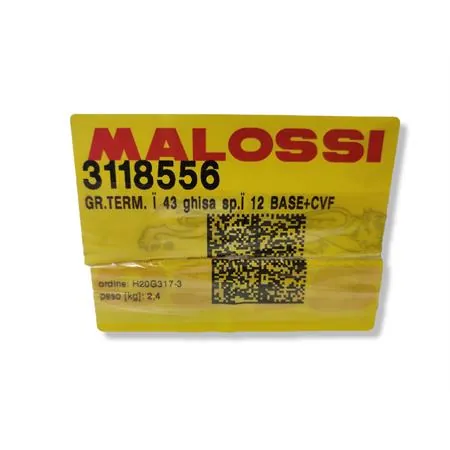 MALOSSI
3118556
GR.TERM. Ï 43 ghisa sp.Ï 12 BASE+CVF
ordine: H20G317-3
peso [kg]: 2,4